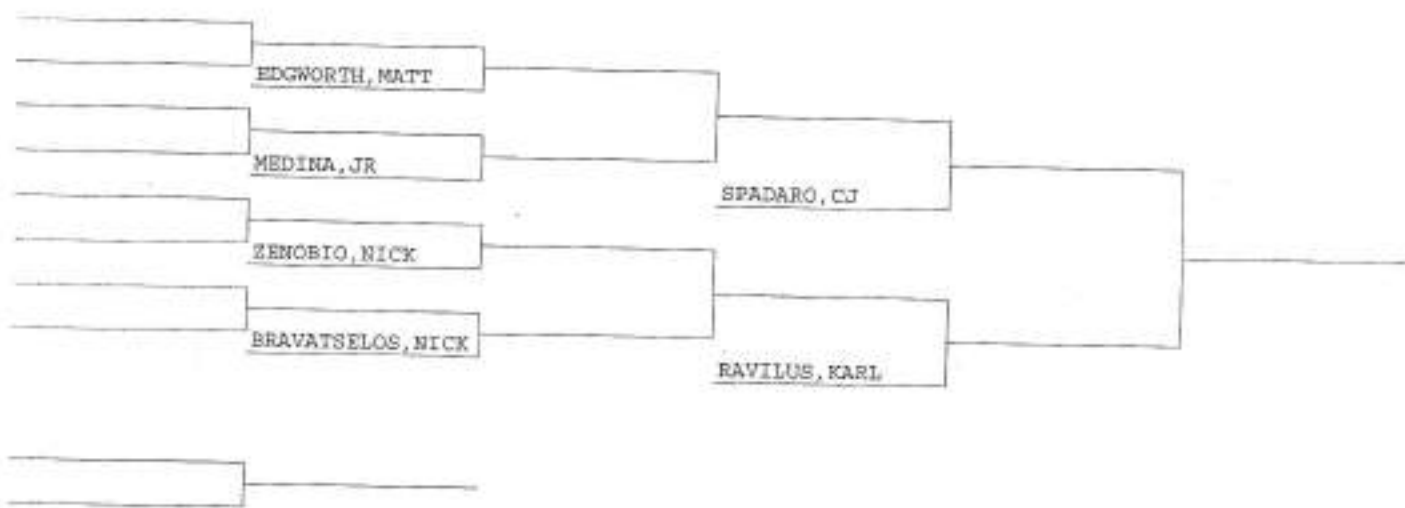 EDGWORTH, MATT
MEDINA, JR
SPADARO, CJ
ZENOBIO, NICK
BRAVATSELOS, NICK
RAVILUS, KARL